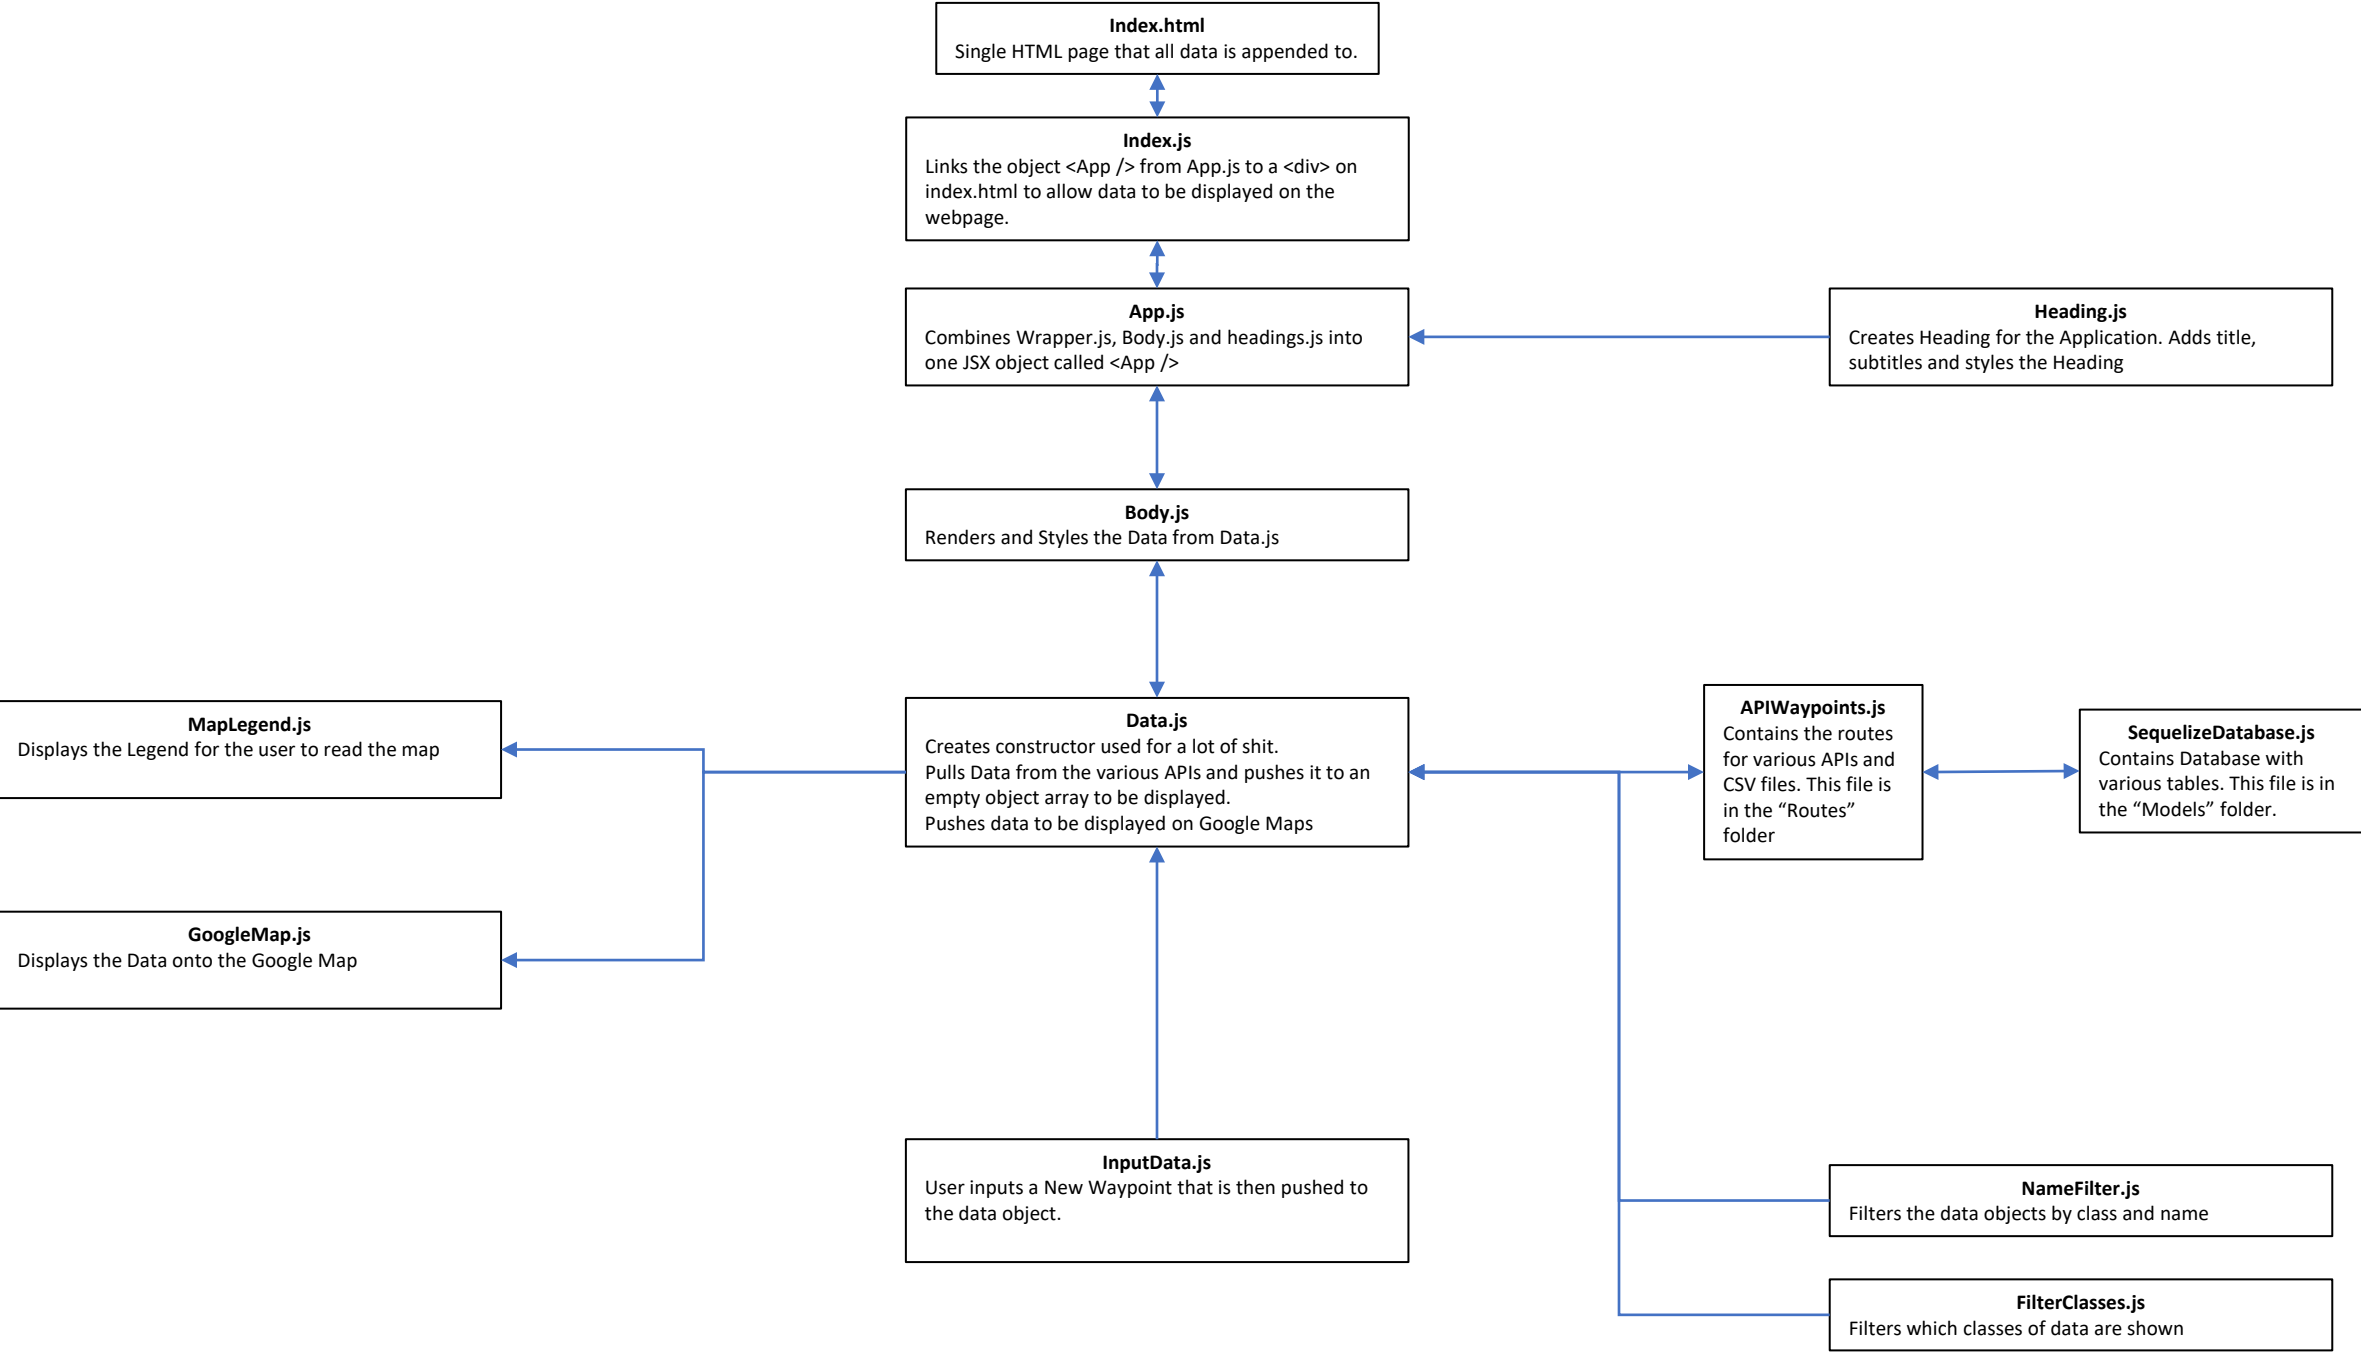 Index.html
Single HTML page that all data is appended to.
Index.js
Links the object <App /> from App.js to a <div> on
index.html to allow data to be displayed on the
webpage.
App.js
Combines Wrapper.js, Body.js and headings.js into
one JSX object called <App />
Heading.js
Creates Heading for the Application. Adds title,
subtitles and styles the Heading
Body.js
Renders and Styles the Data from Data.js
MapLegend.js
Displays the Legend for the user to read the map
Data.js
Creates constructor used for a lot of shit.
Pulls Data from the various APIs and pushes it to an
empty object array to be displayed.
Pushes data to be displayed on Google Maps
APIWaypoints.js
Contains the routes
for various APIs and
CSV files. This file is
in the “Routes”
folder
SequelizeDatabase.js
Contains Database with
various tables. This file is in
the “Models” folder.
GoogleMap.js
Displays the Data onto the Google Map
InputData.js
User inputs a New Waypoint that is then pushed to
the data object.
NameFilter.js
Filters the data objects by class and name
FilterClasses.js
Filters which classes of data are shown